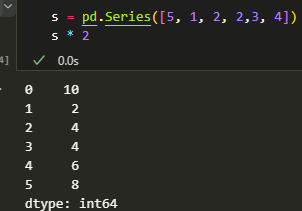 s = pd.Series([5, 1, 2, 2,3, 4])
s * 2
4]
0.0s
0 10
1 2
2 4
3 4
4 6
5 8
dtype: int64